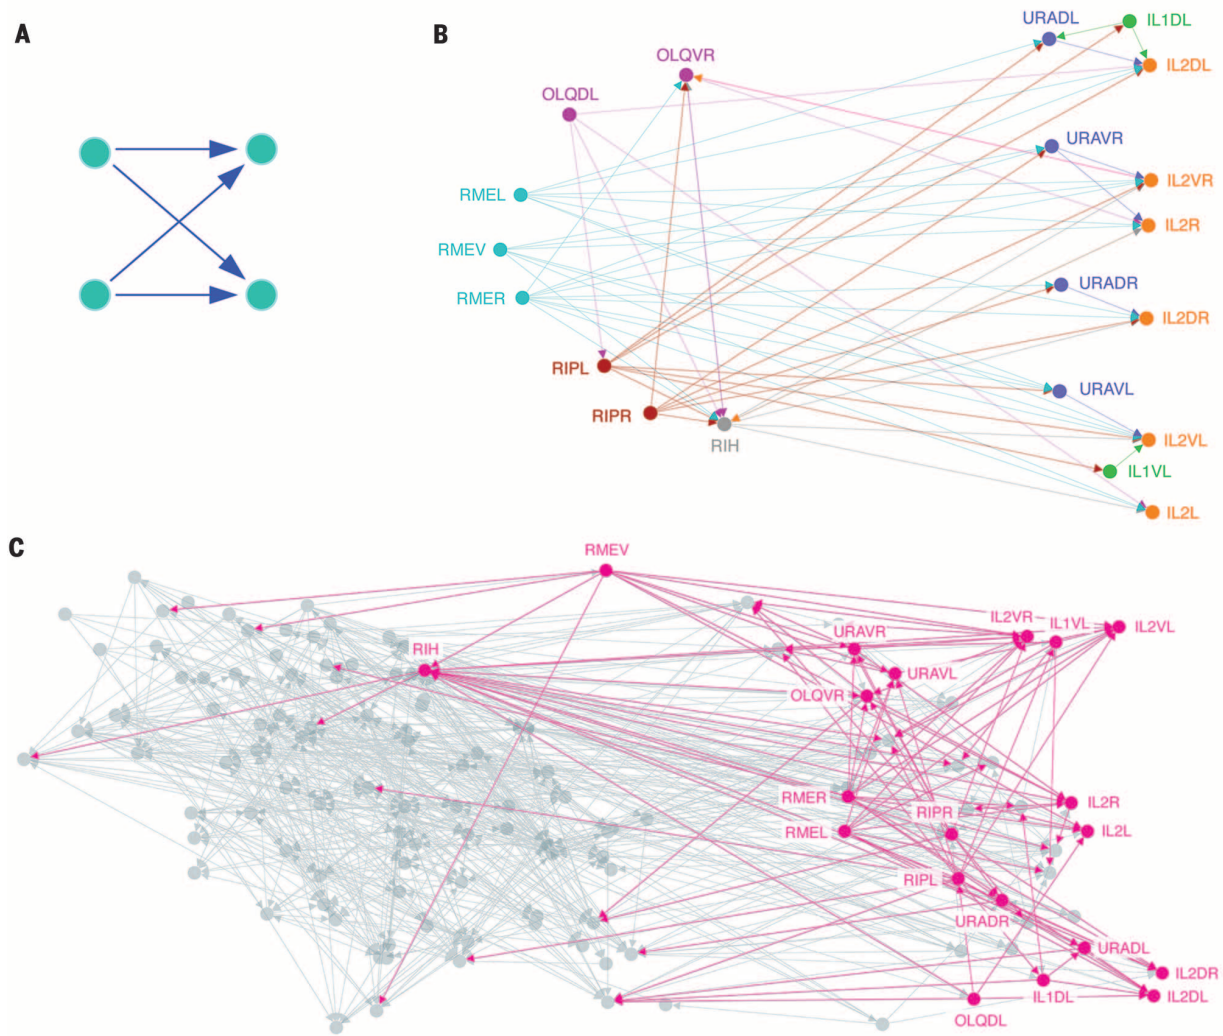 A
B
URADL
IL1DL
OLQVR
IL2DL
OLQDL
URAVR
RMEL
IL2VR
IL2R
RMEV
URADR
RMER
IL2DR
RIPL
URAVL
RIPR
RIH
IL2VL
IL1VL
IL2L
C
RMEV
IL2VR
IL1VL
IL2VL
URAVR
RIH
URAVL
OLQVR
RMER
RIPR
IL2R
RMEL
IL2L
RIPL
URADR
URADL
IL2DR
IL1DL
IL2DL
OLQDL